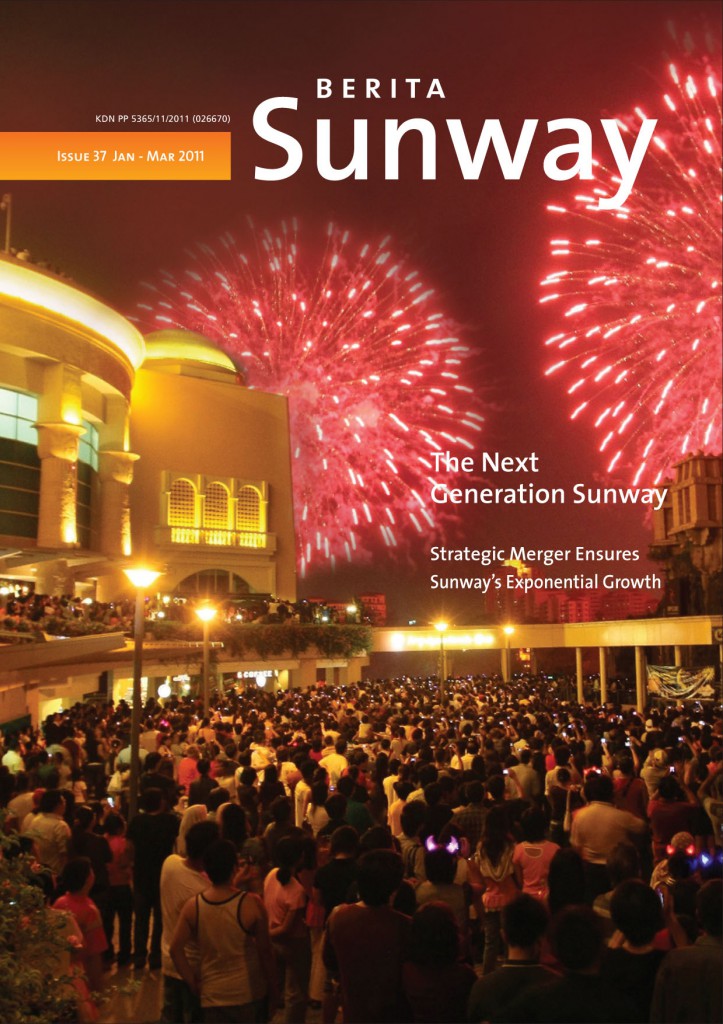 BERITA
Sunway
KDN PP 5365/11/2011 (026670)
ISSUE 37 JAN - MAR 2011
The Next
Generation Sunway
Strategic Merger Ensures
Sunway's Exponential Growth